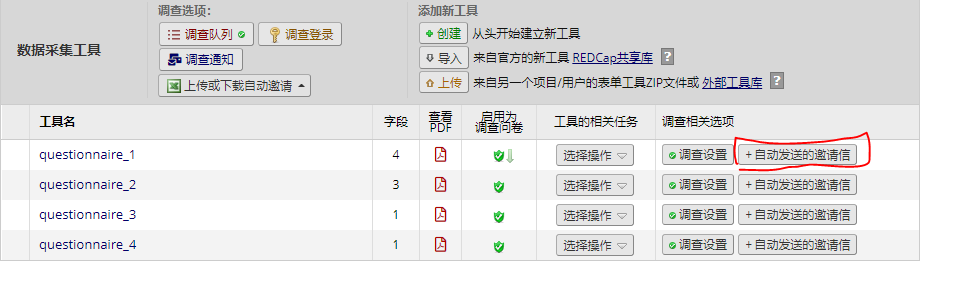 数据采集工具
调查选项：
调查队列 调查登录
调查通知
上传或下载自动邀请
添加新工具
+ 创建 从头开始建立新工具
导入 来自官方的新工具 REDCap共享库 ?
上传 来自另一个项目/用户的表单工具ZIP文件或 外部工具库 ?
工具名 字段 查看PDF 启用为调查问卷 工具的相关任务 调查相关选项
questionnaire_1 4 选择操作 调查设置 + 自动发送的邀请信
questionnaire_2 3 选择操作 调查设置 + 自动发送的邀请信
questionnaire_3 1 选择操作 调查设置 + 自动发送的邀请信
questionnaire_4 1 选择操作 调查设置 + 自动发送的邀请信